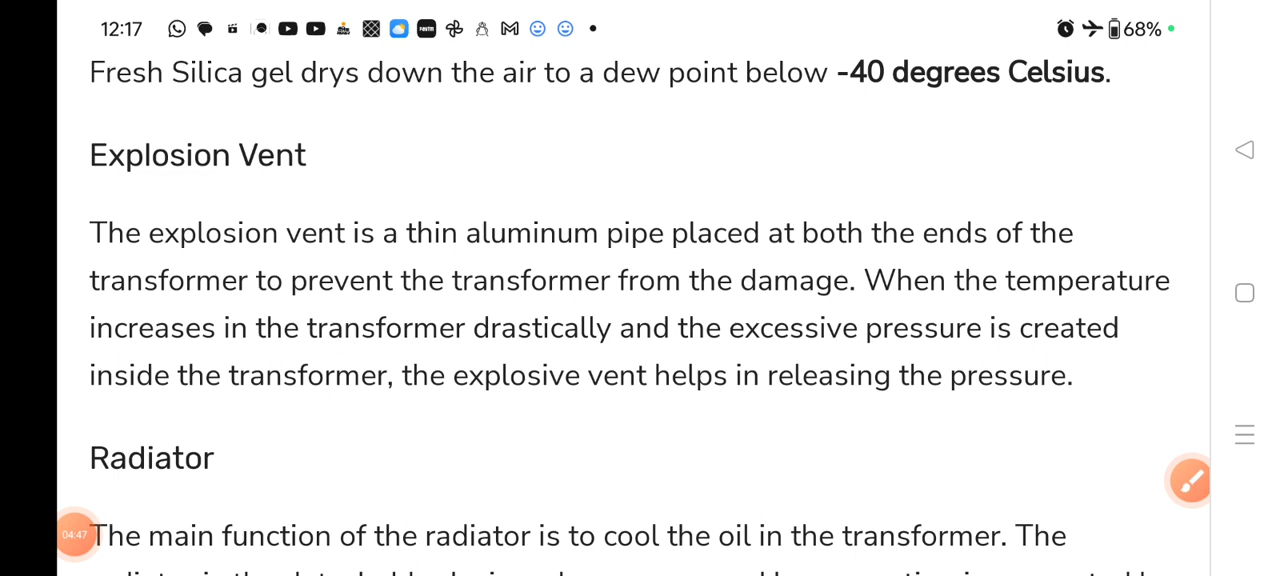 12:17 68%
Fresh Silica gel drys down the air to a dew point below -40 degrees Celsius.
Explosion Vent
The explosion vent is a thin aluminum pipe placed at both the ends of the
transformer to prevent the transformer from the damage. When the temperature
increases in the transformer drastically and the excessive pressure is created
inside the transformer, the explosive vent helps in releasing the pressure.
Radiator
04:47
The main function of the radiator is to cool the oil in the transformer. The